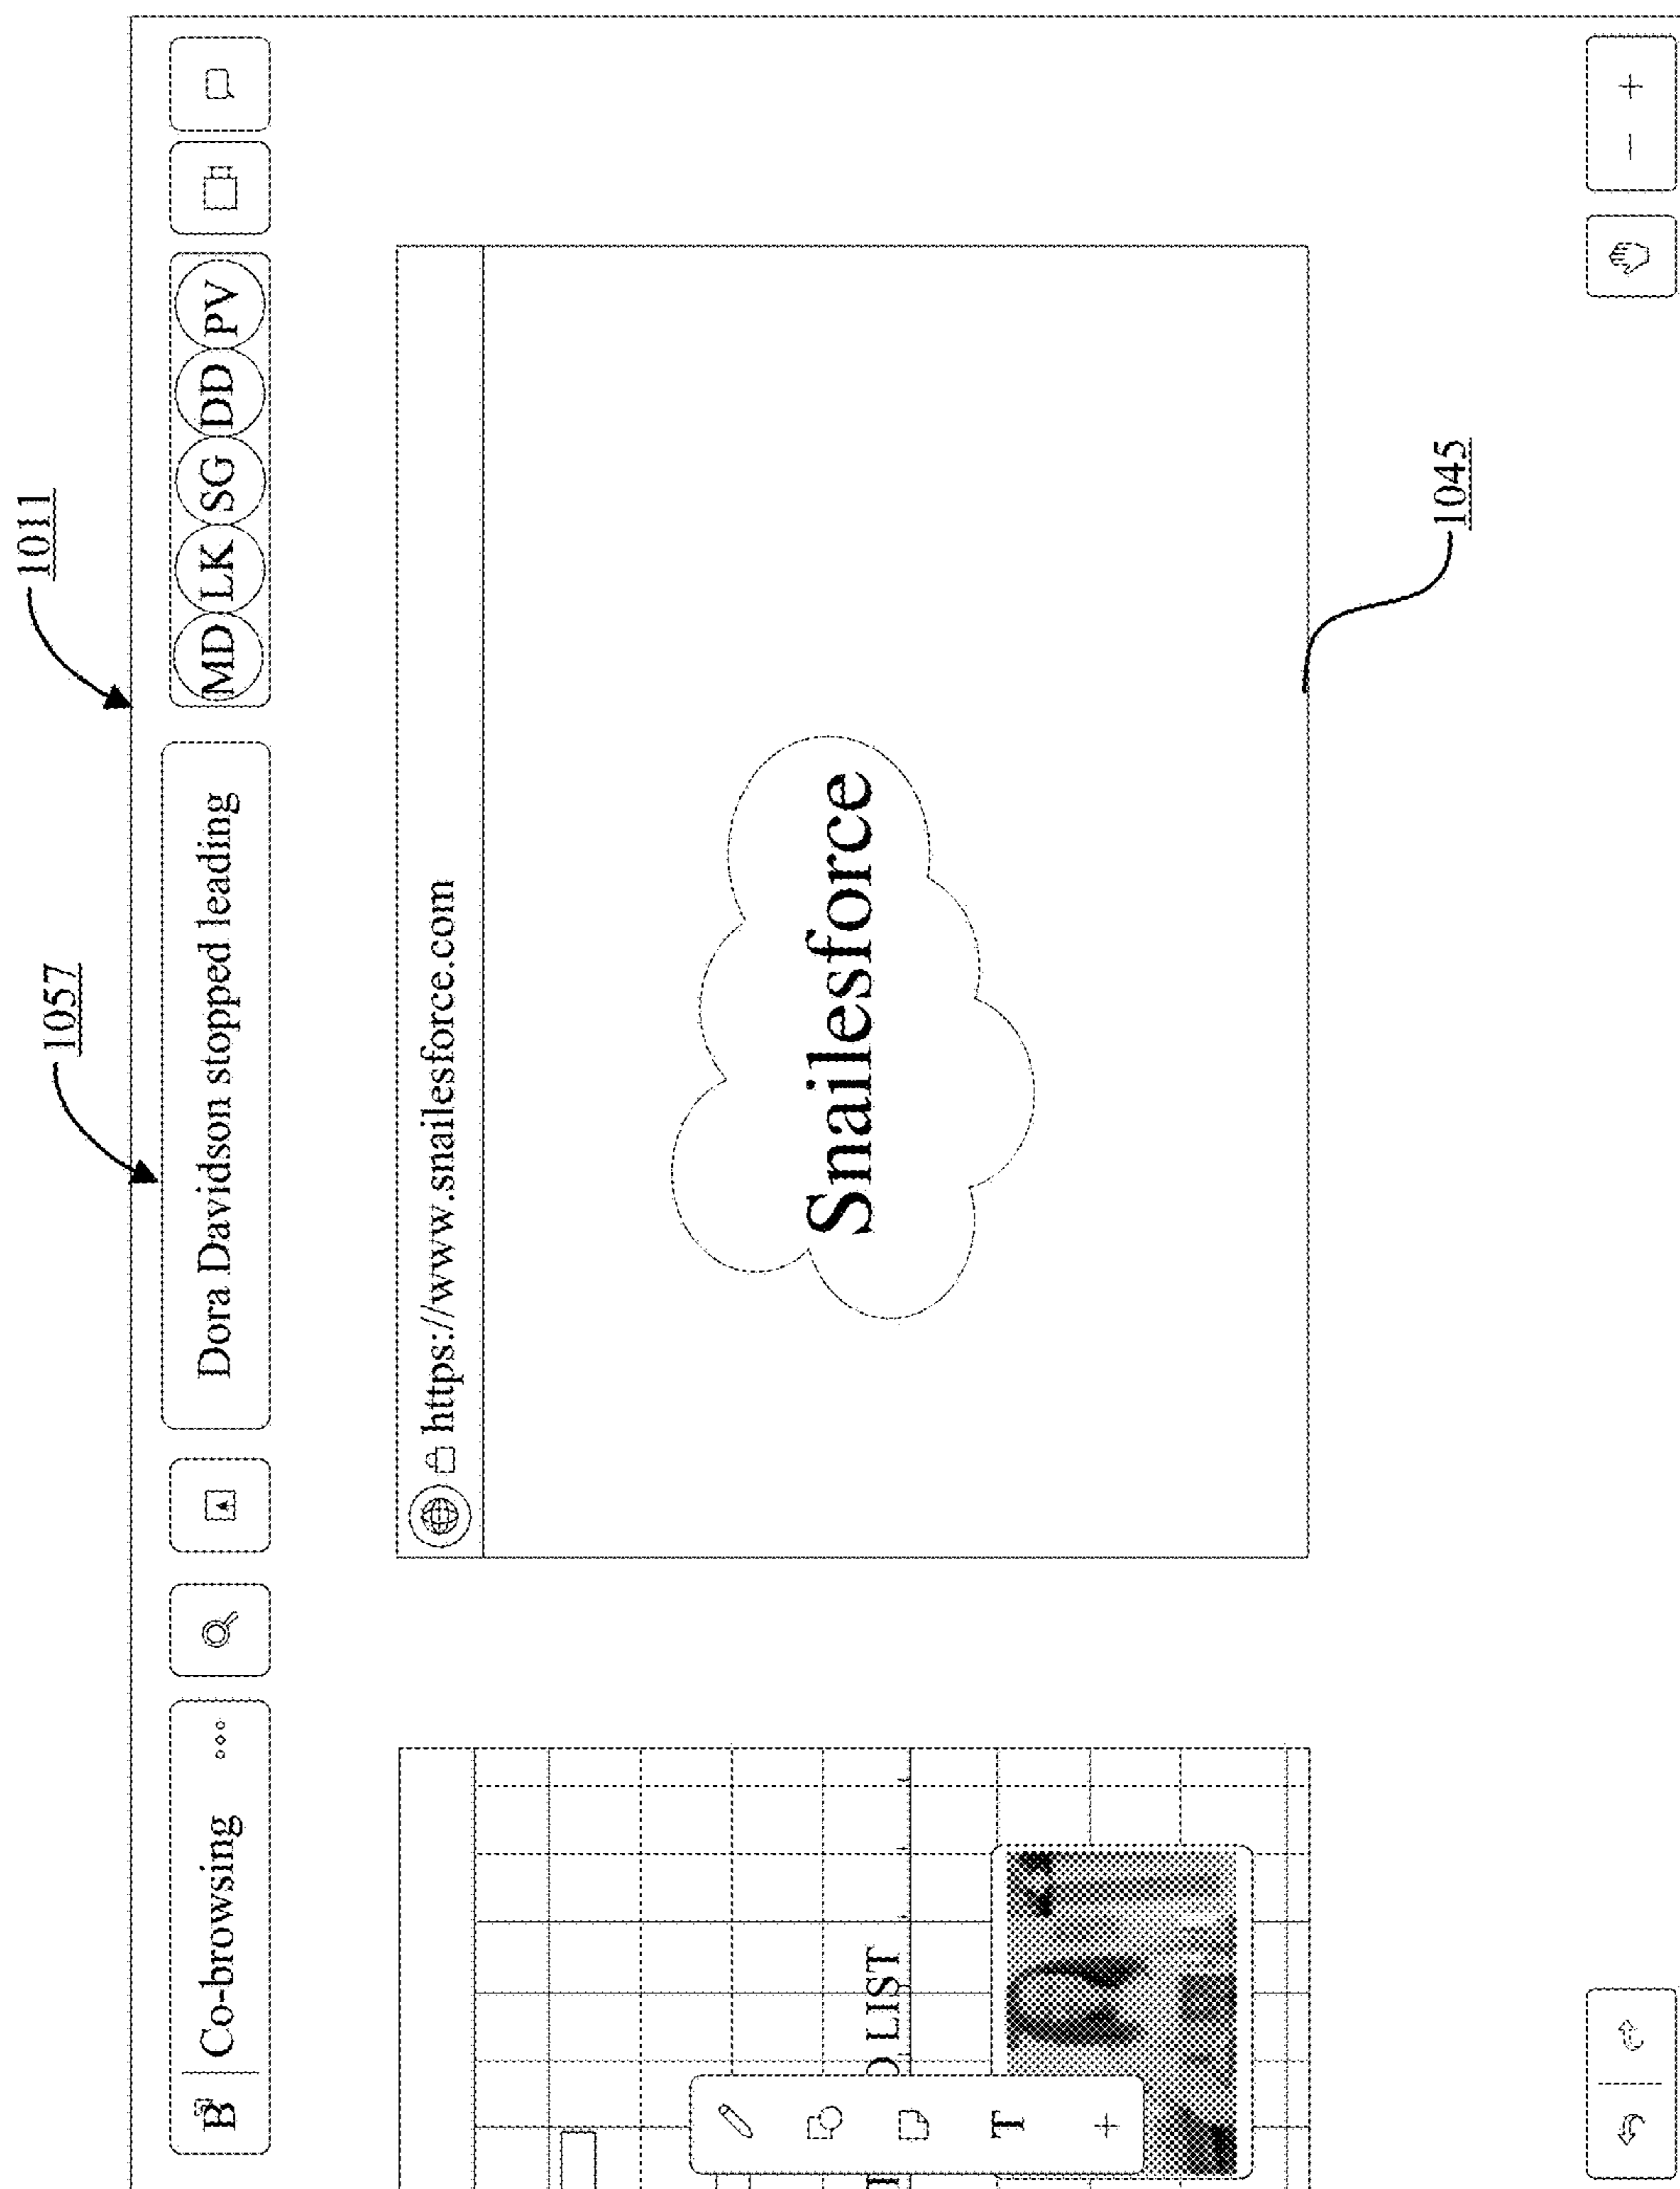 1057
1011
B Co-browsing
Dora Davidson stopped leading
MD LK SG DD PV
https://www.snailesforce.com
Snailesforce
LIST
T
1045